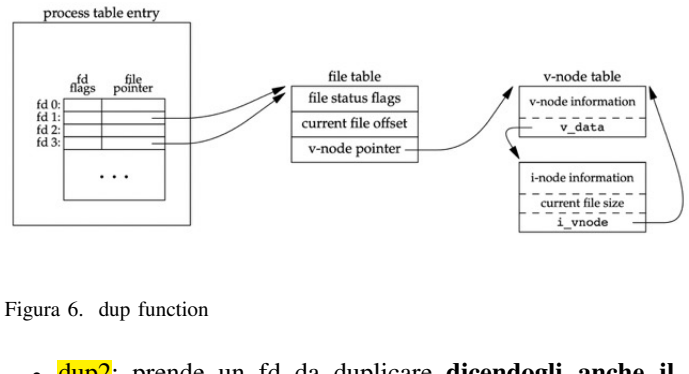 process table entry
fd flags
file pointer
fd 0:
fd 1:
fd 2:
fd 3:
• • •
file table
file status flags
current file offset
v-node pointer
v-node table
v-node information
v_data
i-node information
current file size
i_vnode
Figura 6. dup function
• dup2: prende un fd da duplicare dicendogli anche il